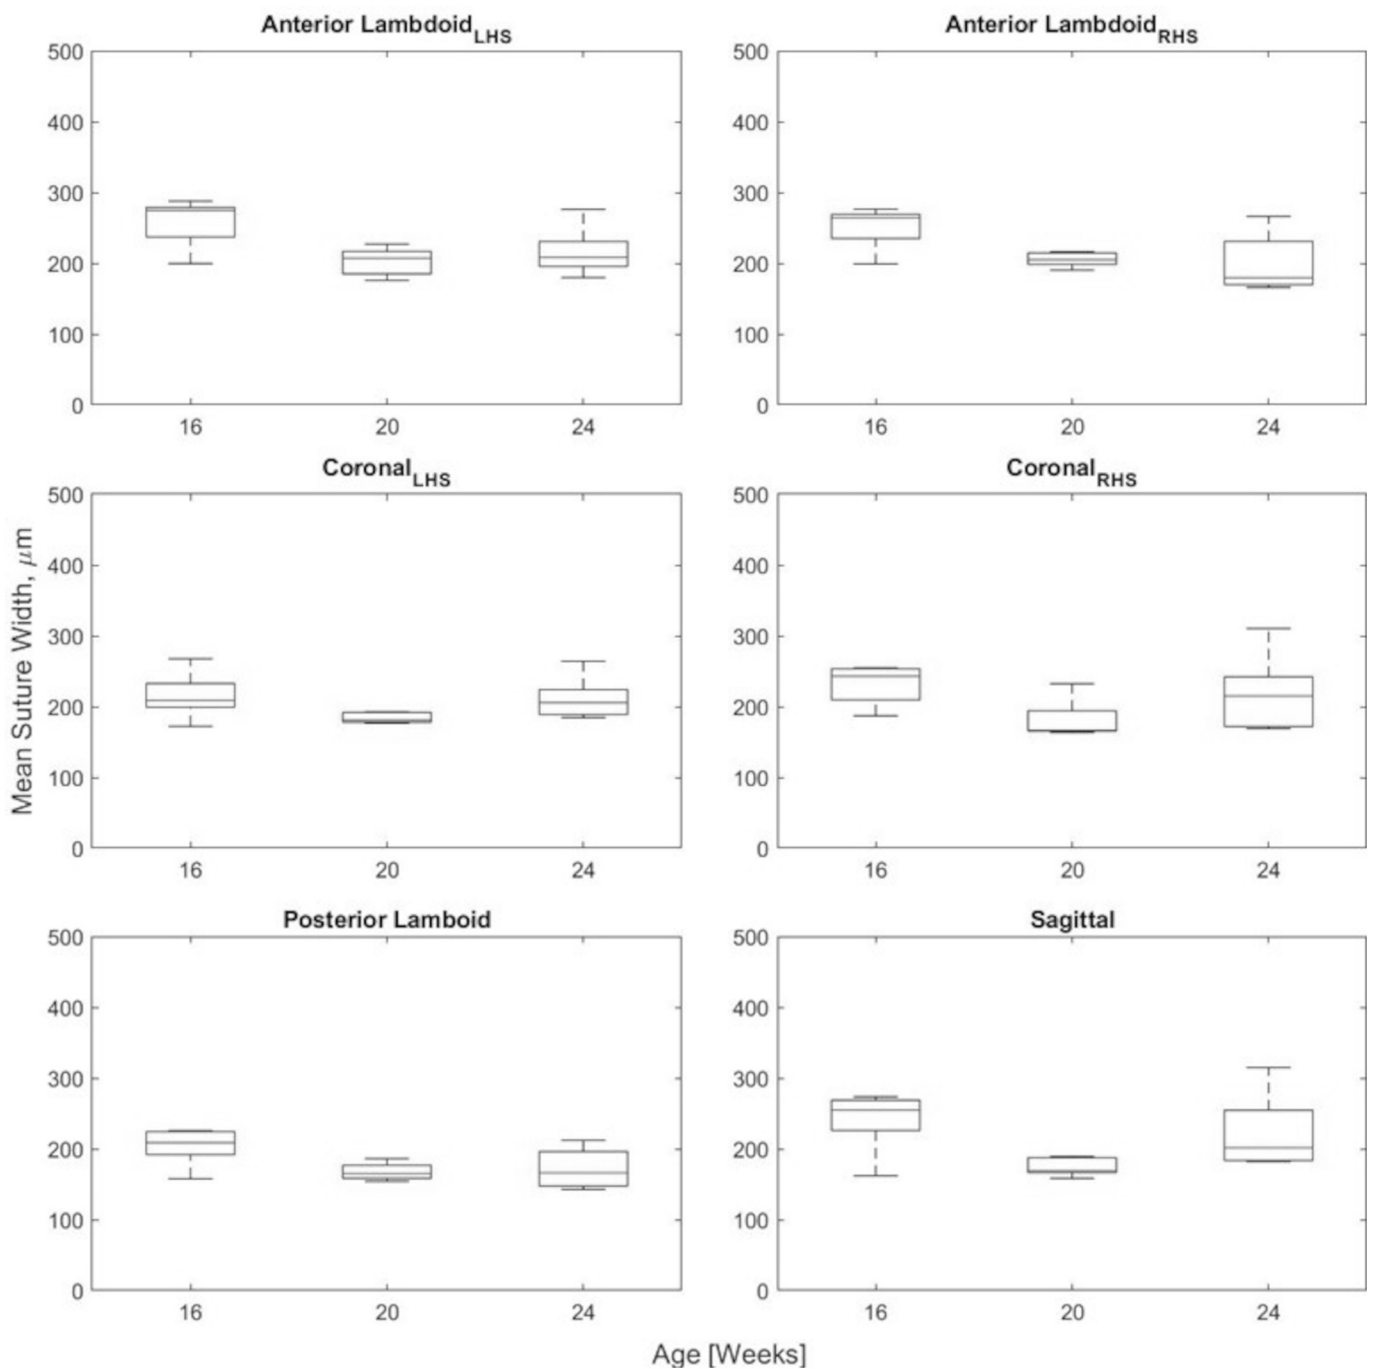 Anterior Lambdoid_LHS
500
400
300
200
100
0
16 20 24
Anterior Lambdoid_RHS
500
400
300
200
100
0
16 20 24
Mean Suture Width, μm
Coronal_LHS
500
400
300
200
100
0
16 20 24
Coronal_RHS
500
400
300
200
100
0
16 20 24
Posterior Lamboid
500
400
300
200
100
0
16 20 24
Sagittal
500
400
300
200
100
0
16 20 24
Age [Weeks]